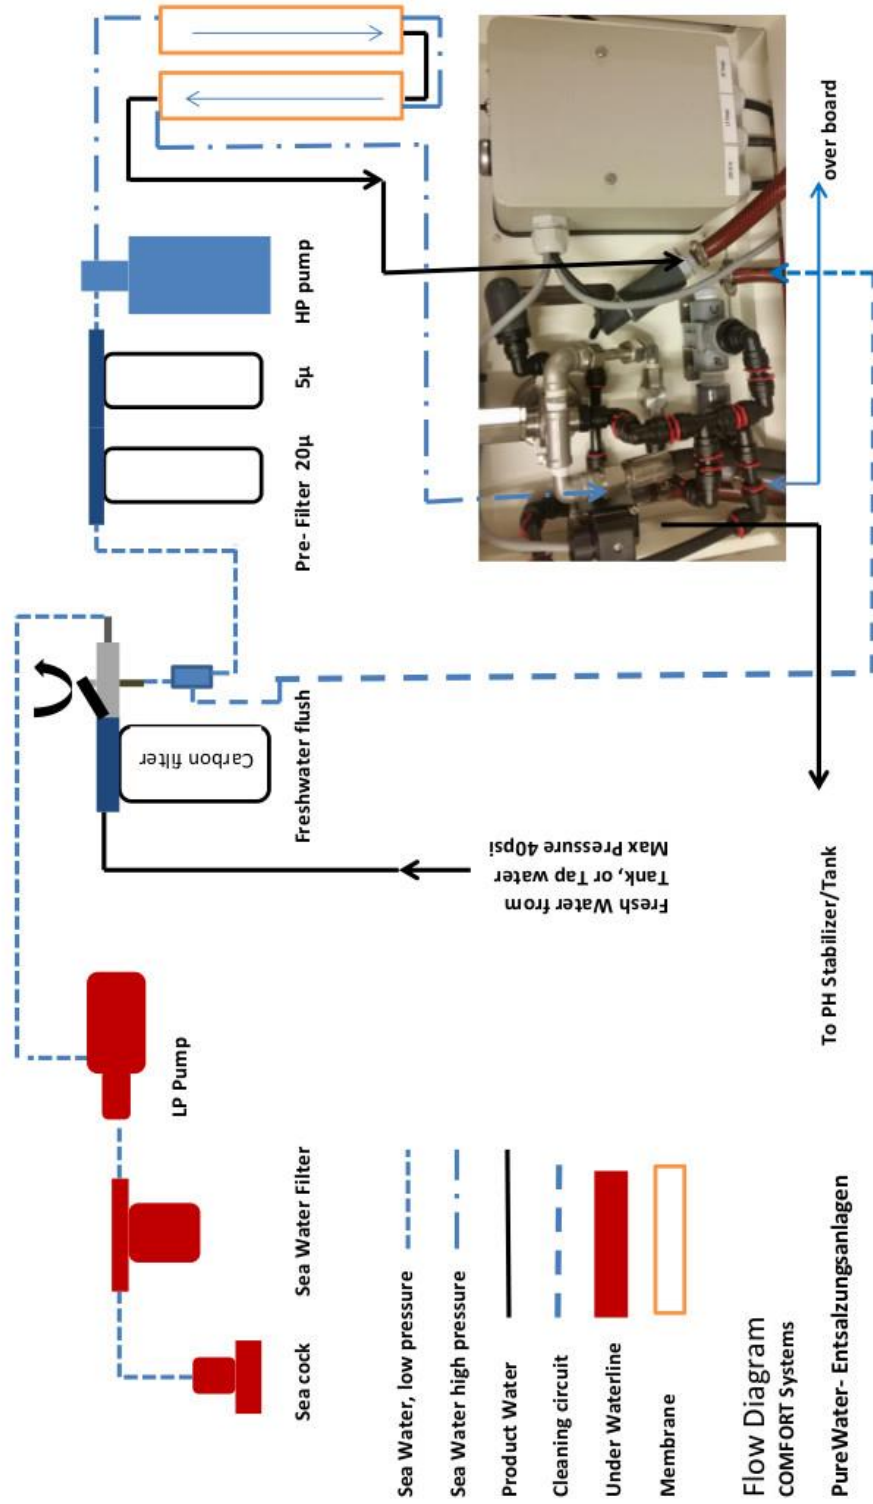 Sea cock
Sea Water Filter
LP Pump
Carbon filter
Freshwater flush
Fresh Water from
Tank, or Tap water
Max Pressure 40psi
Pre- Filter 20µ
5µ
HP pump
over board
To PH Stabilizer/Tank
Sea Water, low pressure
Sea Water high pressure
Product Water
Cleaning circuit
Under Waterline
Membrane
Flow Diagram
COMFORT Systems
PureWater- Entsalzungsanlagen